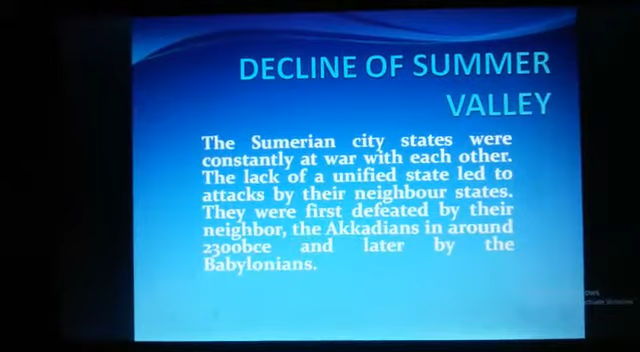 DECLINE OF SUMMER
VALLEY
The Sumerian city states were
constantly at war with each other.
The lack of a unified state led to
attacks by their neighbour states.
They were first defeated by their
neighbor, the Akkadians in around
2300bce and later by the
Babylonians.